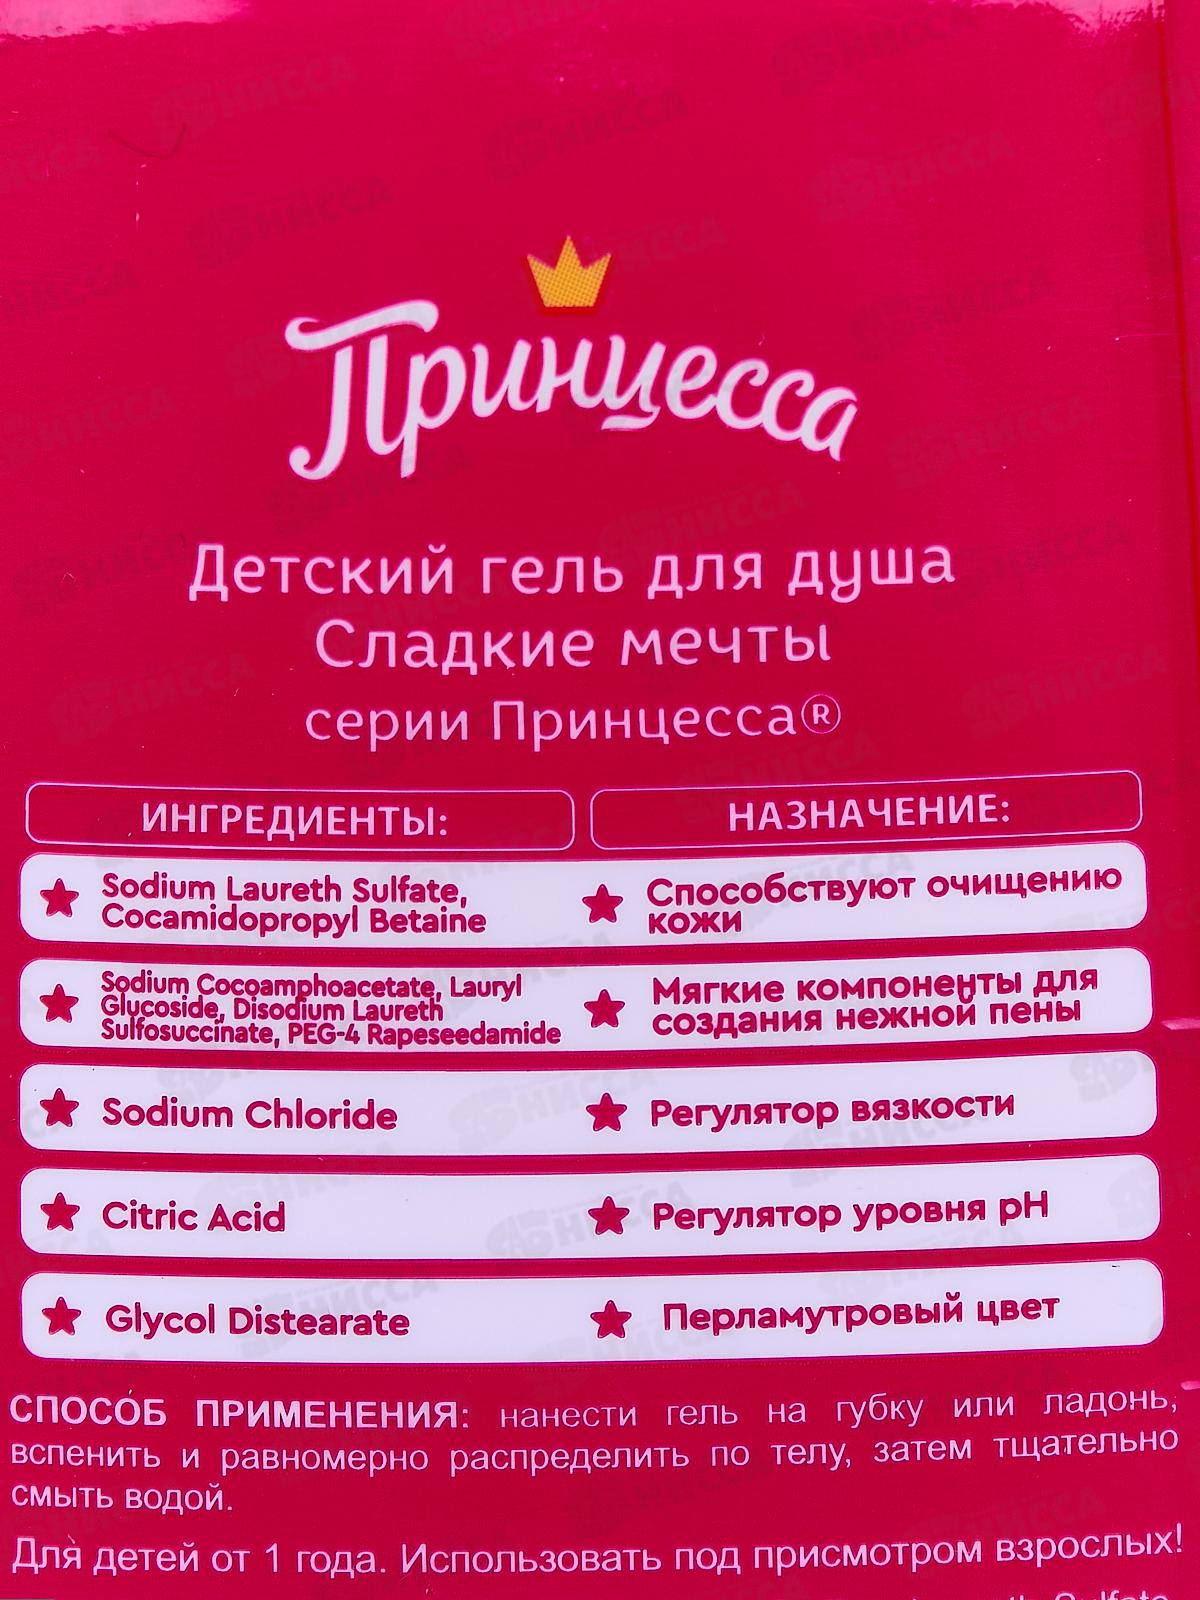 Принцесса
Детский гель для душа
Сладкие мечты
серии Принцесса®
ИНГРЕДИЕНТЫ: НАЗНАЧЕНИЕ:
Sodium Laureth Sulfate, Способствуют очищению
Cocamidopropyl Betaine кожи
Sodium Cocoamphoacetate, Lauryl Мягкие компоненты для
Glucoside, Disodium Laureth создания нежной пены
Sulfosuccinate, PEG-4 Rapeseedamide
Sodium Chloride Регулятор вязкости
Citric Acid Регулятор уровня pH
Glycol Distearate Перламутровый цвет
СПОСОБ ПРИМЕНЕНИЯ: нанести гель на губку или ладонь,
вспенить и равномерно распределить по телу, затем тщательно
смыть водой.
Для детей от 1 года. Использовать под присмотром взрослых!
Sulfate,